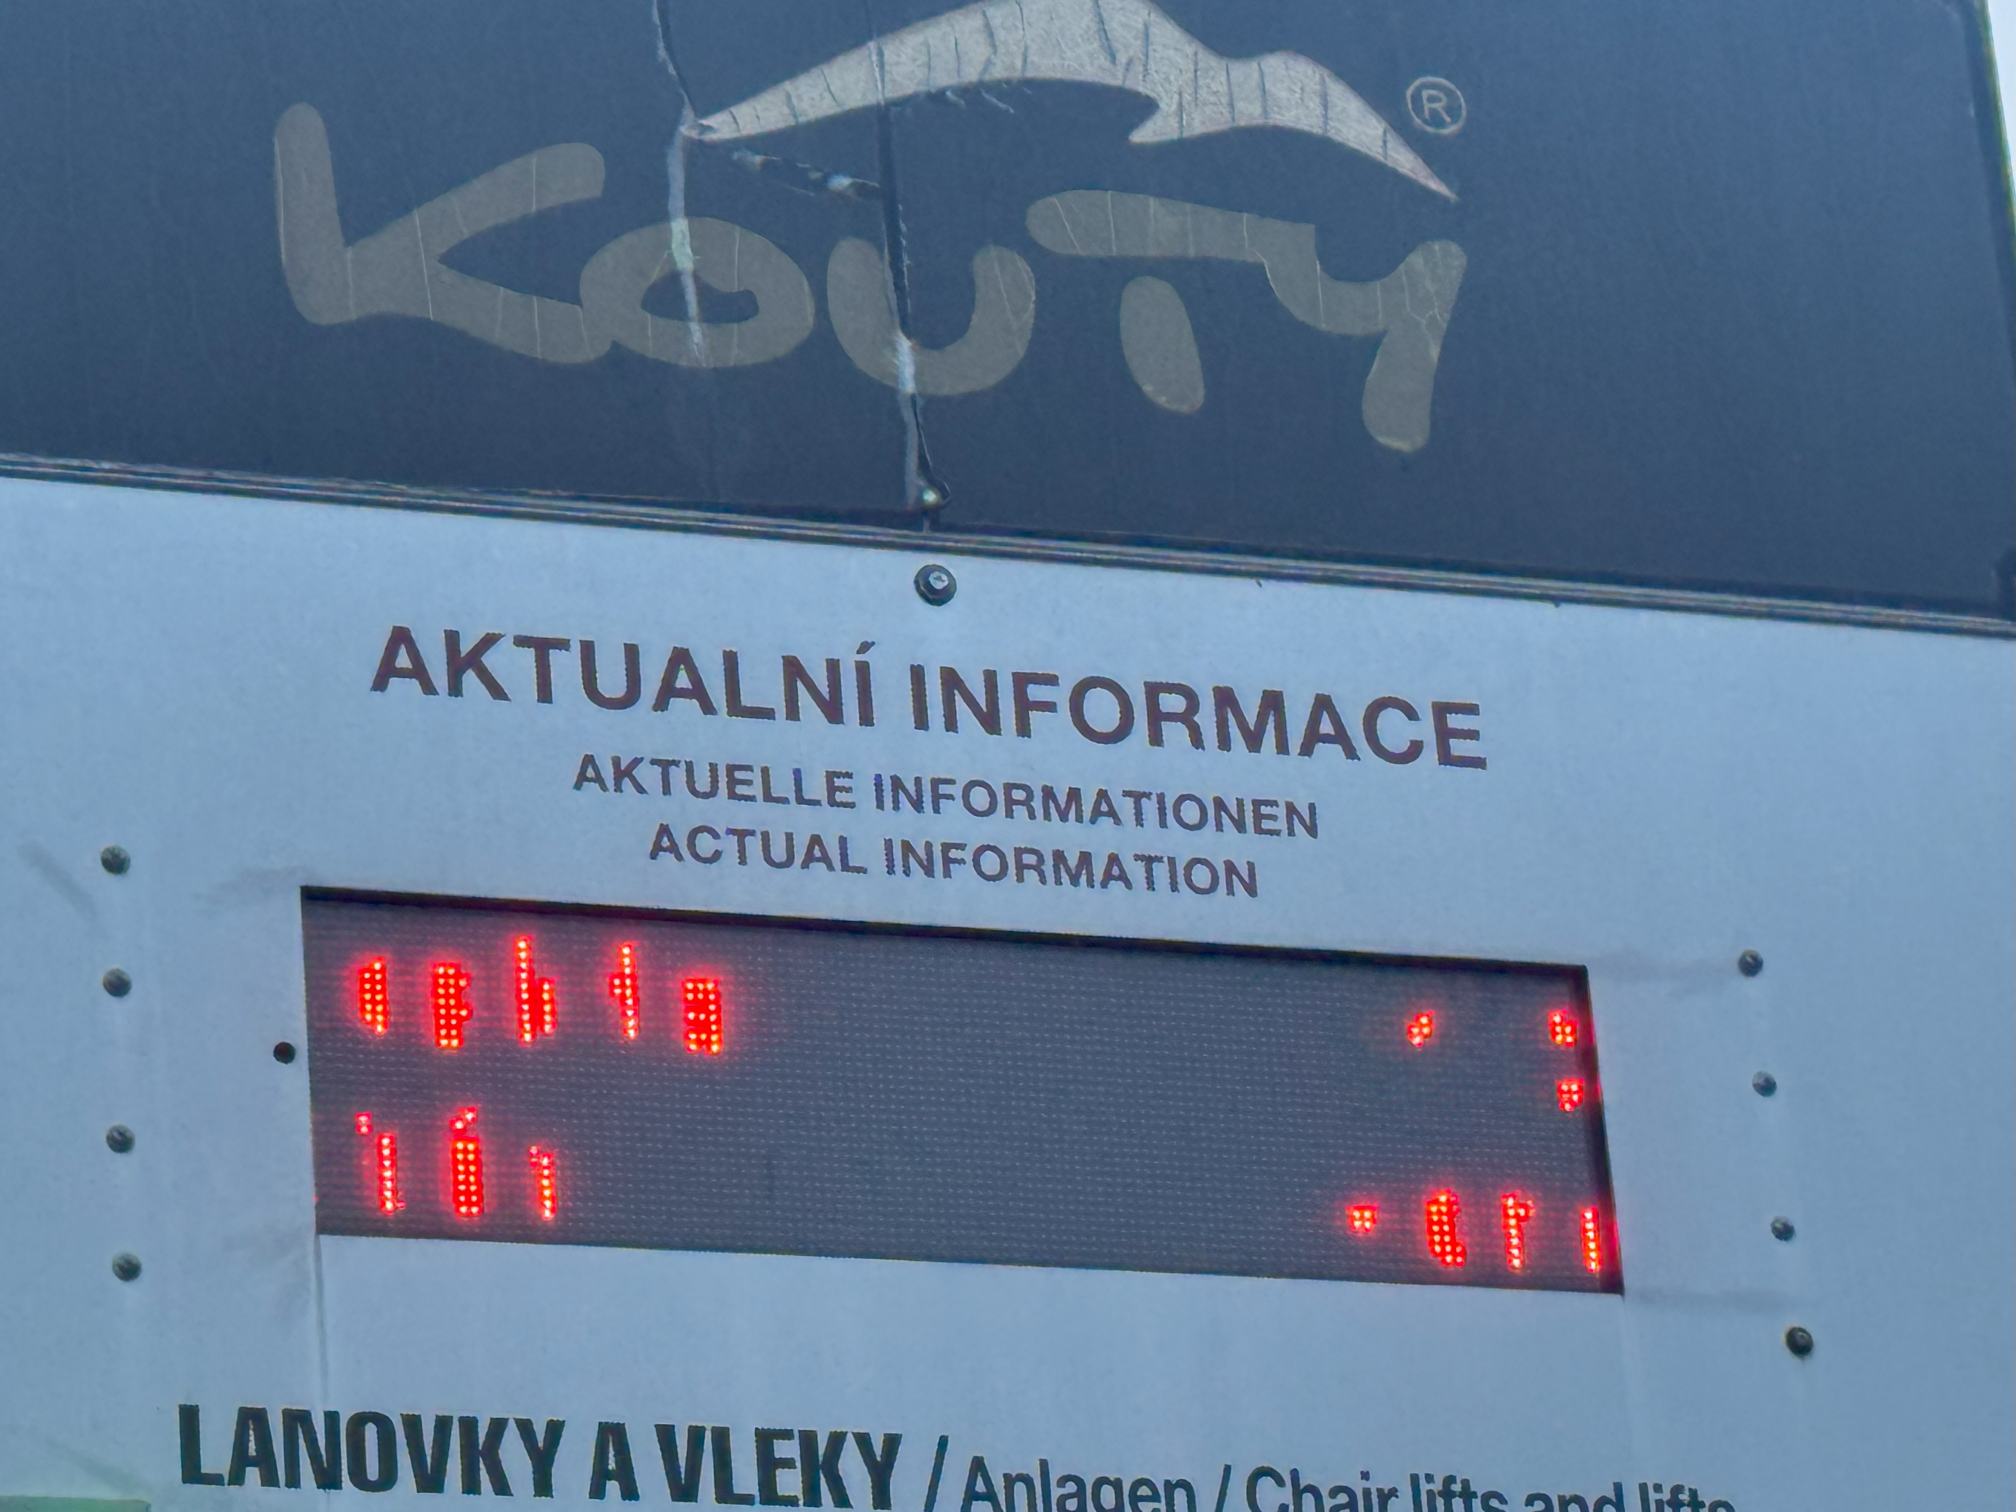 KOUTY ®
AKTUALNÍ INFORMACE
AKTUELLE INFORMATIONEN
ACTUAL INFORMATION
LANOVKY A VLEKY / Anlagen / Chair lifts and lifts